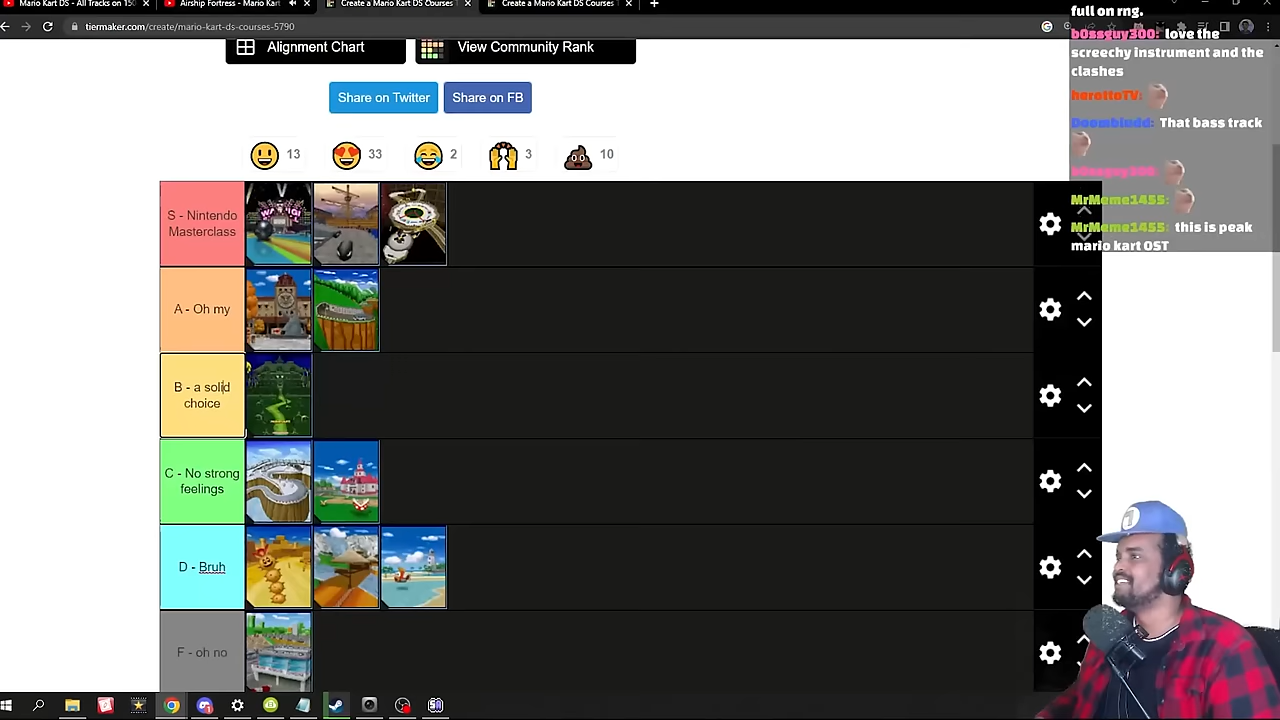 Mario Kart DS - All Tracks on 150
Airship Fortress - Mario Kart
Create a Mario Kart DS Courses
Create a Mario Kart DS Courses
tiermaker.com/create/mario-kart-ds-courses-5790
Alignment Chart
View Community Rank
Share on Twitter
Share on FB
13
33
2
3
10
S - Nintendo
Masterclass
A - Oh my
B - a solid
choice
C - No strong
feelings
D - Bruh
F - oh no
full on rng.
b0ssguy300: love the
screechy instrument and the
clashes
herottoTV:
Doombindd: That bass track
b0ssguy300:
MrMeme1455:
MrMeme1455: this is peak
mario kart OST